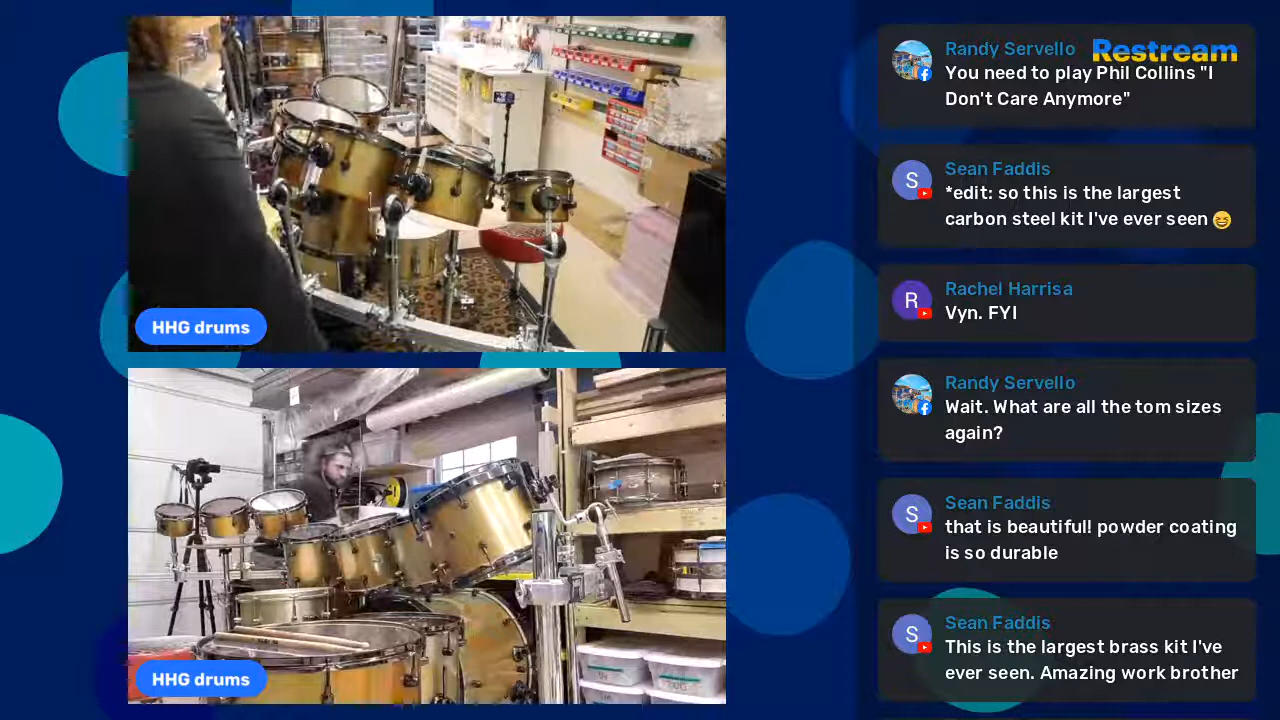 HHG drums
HHG drums
Restream
Randy Servello
You need to play Phil Collins "I
Don't Care Anymore"
S
Sean Faddis
*edit: so this is the largest
carbon steel kit I've ever seen 😆
R
Rachel Harrisa
Vyn. FYI
Randy Servello
Wait. What are all the tom sizes
again?
S
Sean Faddis
that is beautiful! powder coating
is so durable
S
Sean Faddis
This is the largest brass kit I've
ever seen. Amazing work brother